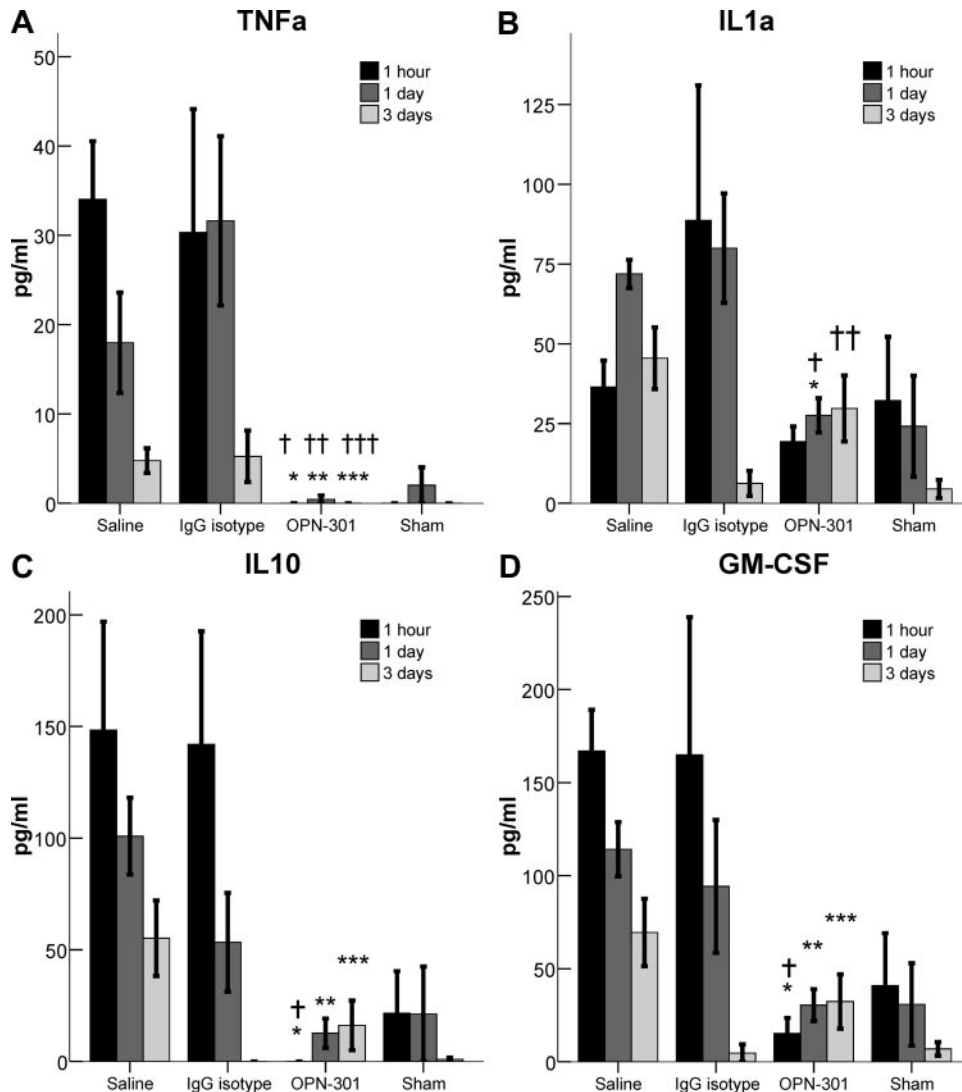 A
TNFa
50
40
30
20
10
0
pg/ml
1 hour
1 day
3 days
† †† †††
* ** ***
Saline IgG isotype OPN-301 Sham
B
IL1a
125
100
75
50
25
0
pg/ml
1 hour
1 day
3 days
††
†
*
Saline IgG isotype OPN-301 Sham
C
IL10
200
150
100
50
0
pg/ml
1 hour
1 day
3 days
***
**
†
*
Saline IgG isotype OPN-301 Sham
D
GM-CSF
250
200
150
100
50
0
pg/ml
1 hour
1 day
3 days
***
**
†
*
Saline IgG isotype OPN-301 Sham